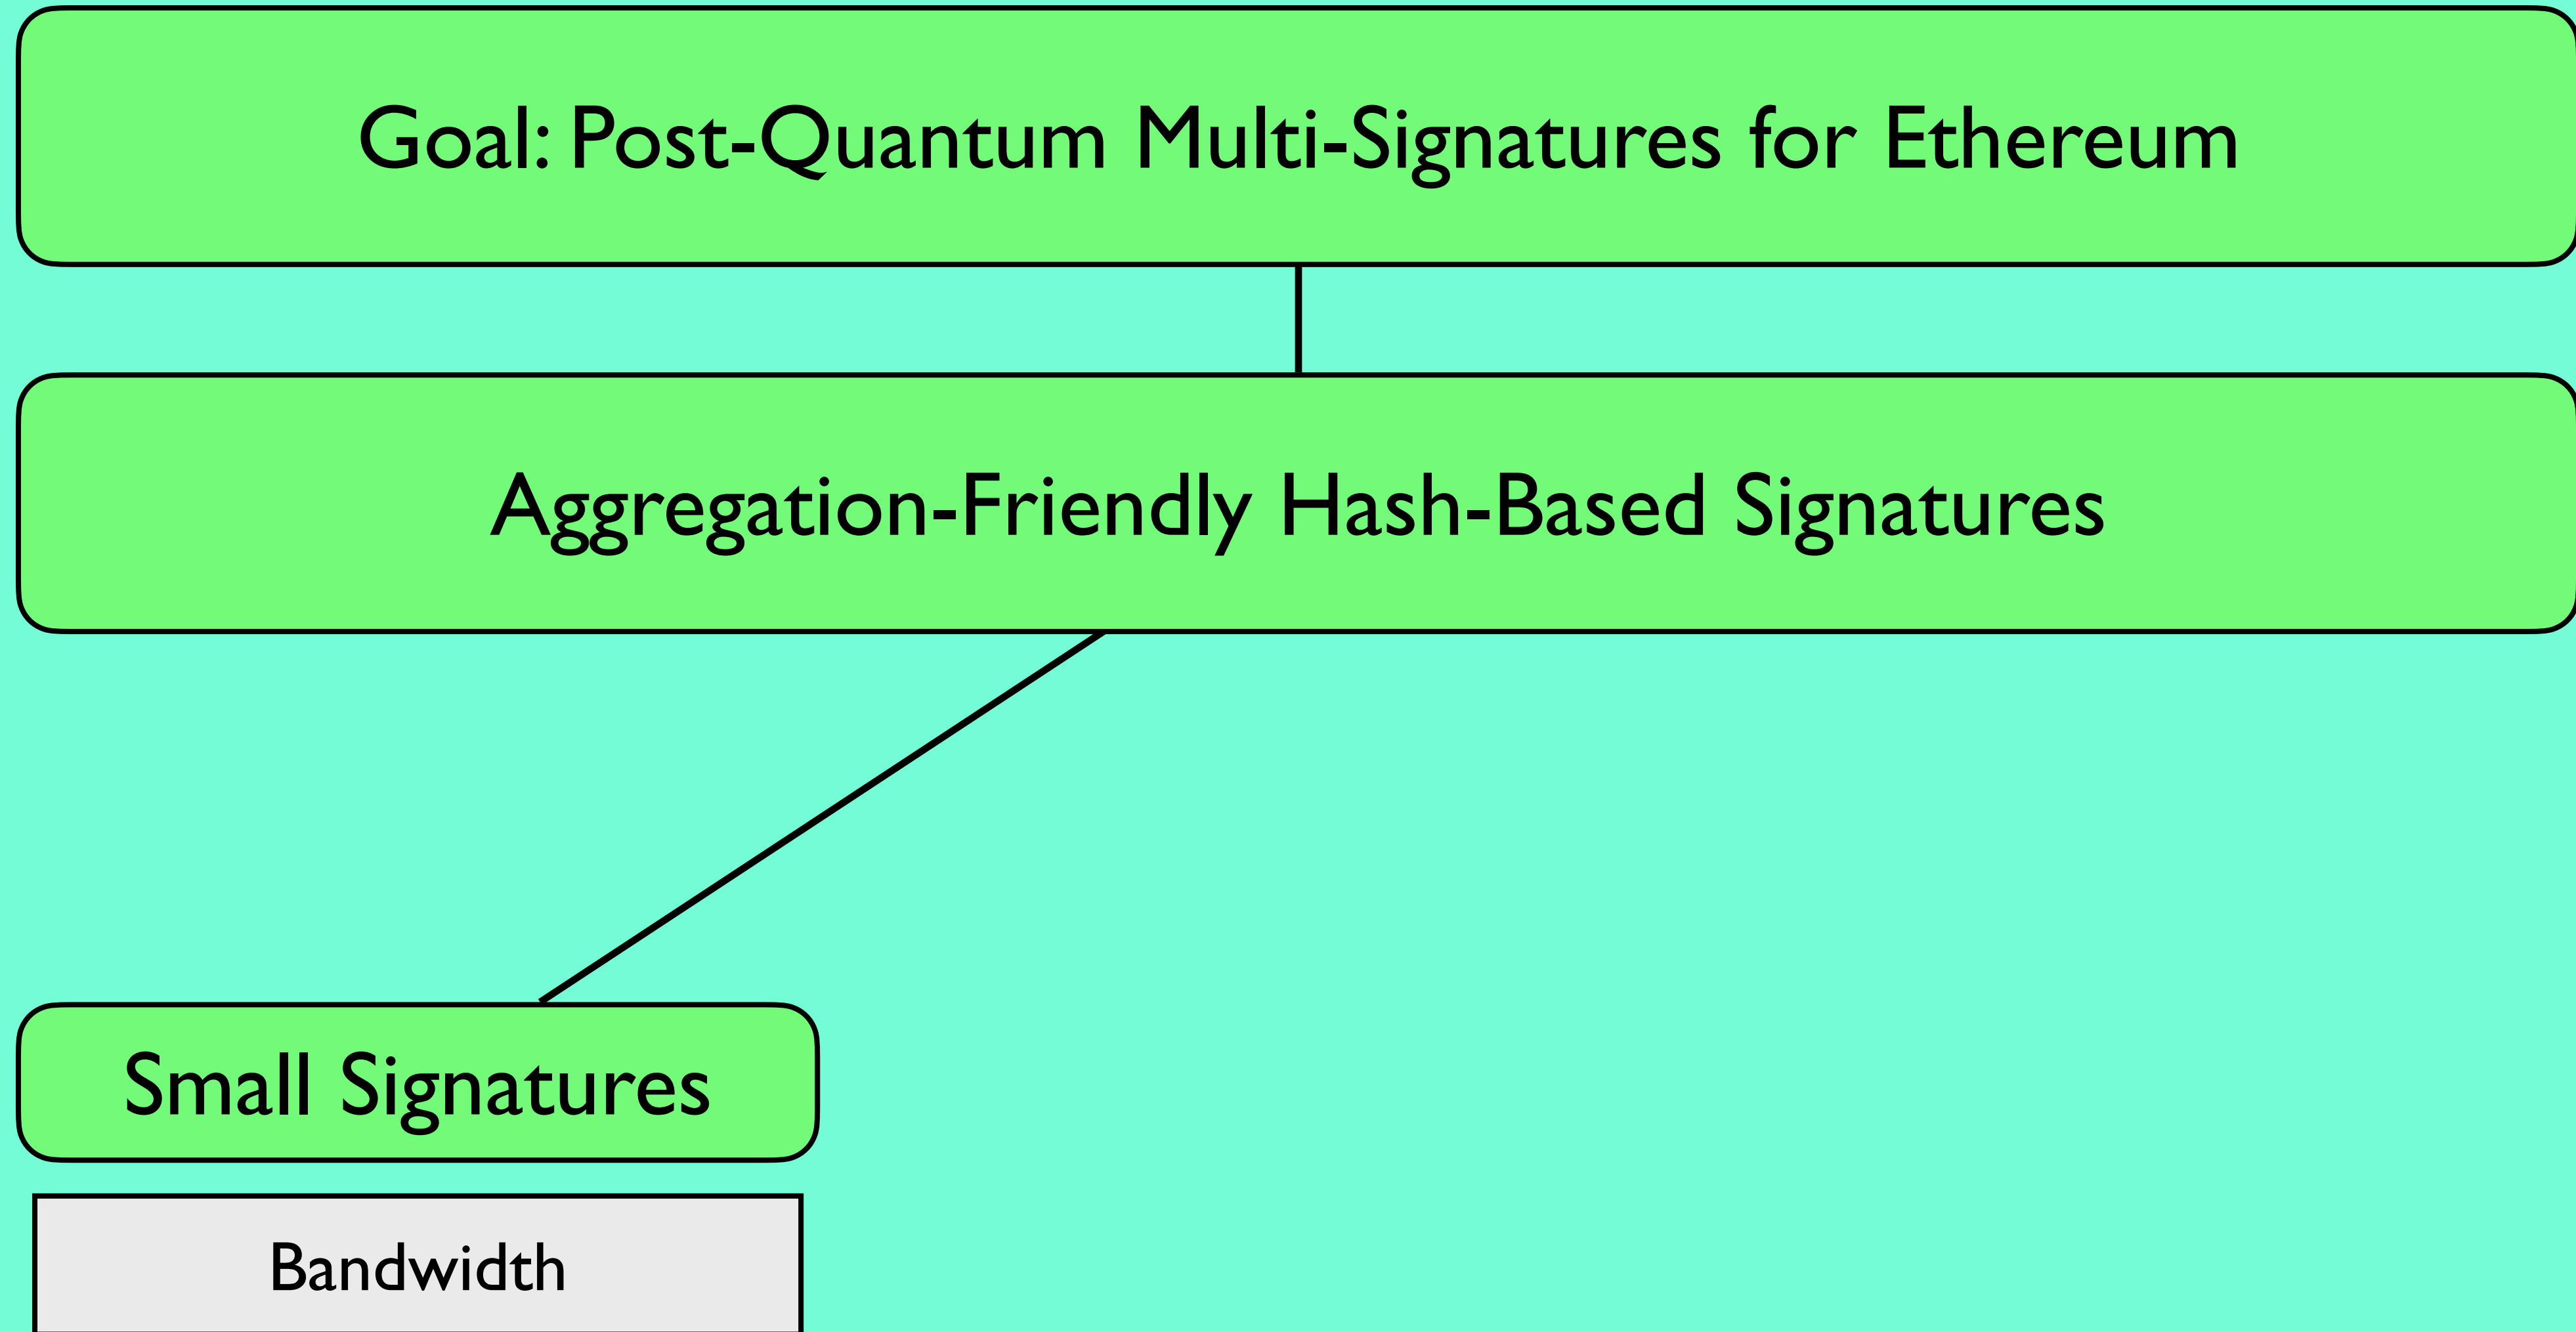 Goal: Post-Quantum Multi-Signatures for Ethereum
Aggregation-Friendly Hash-Based Signatures
Small Signatures
Bandwidth